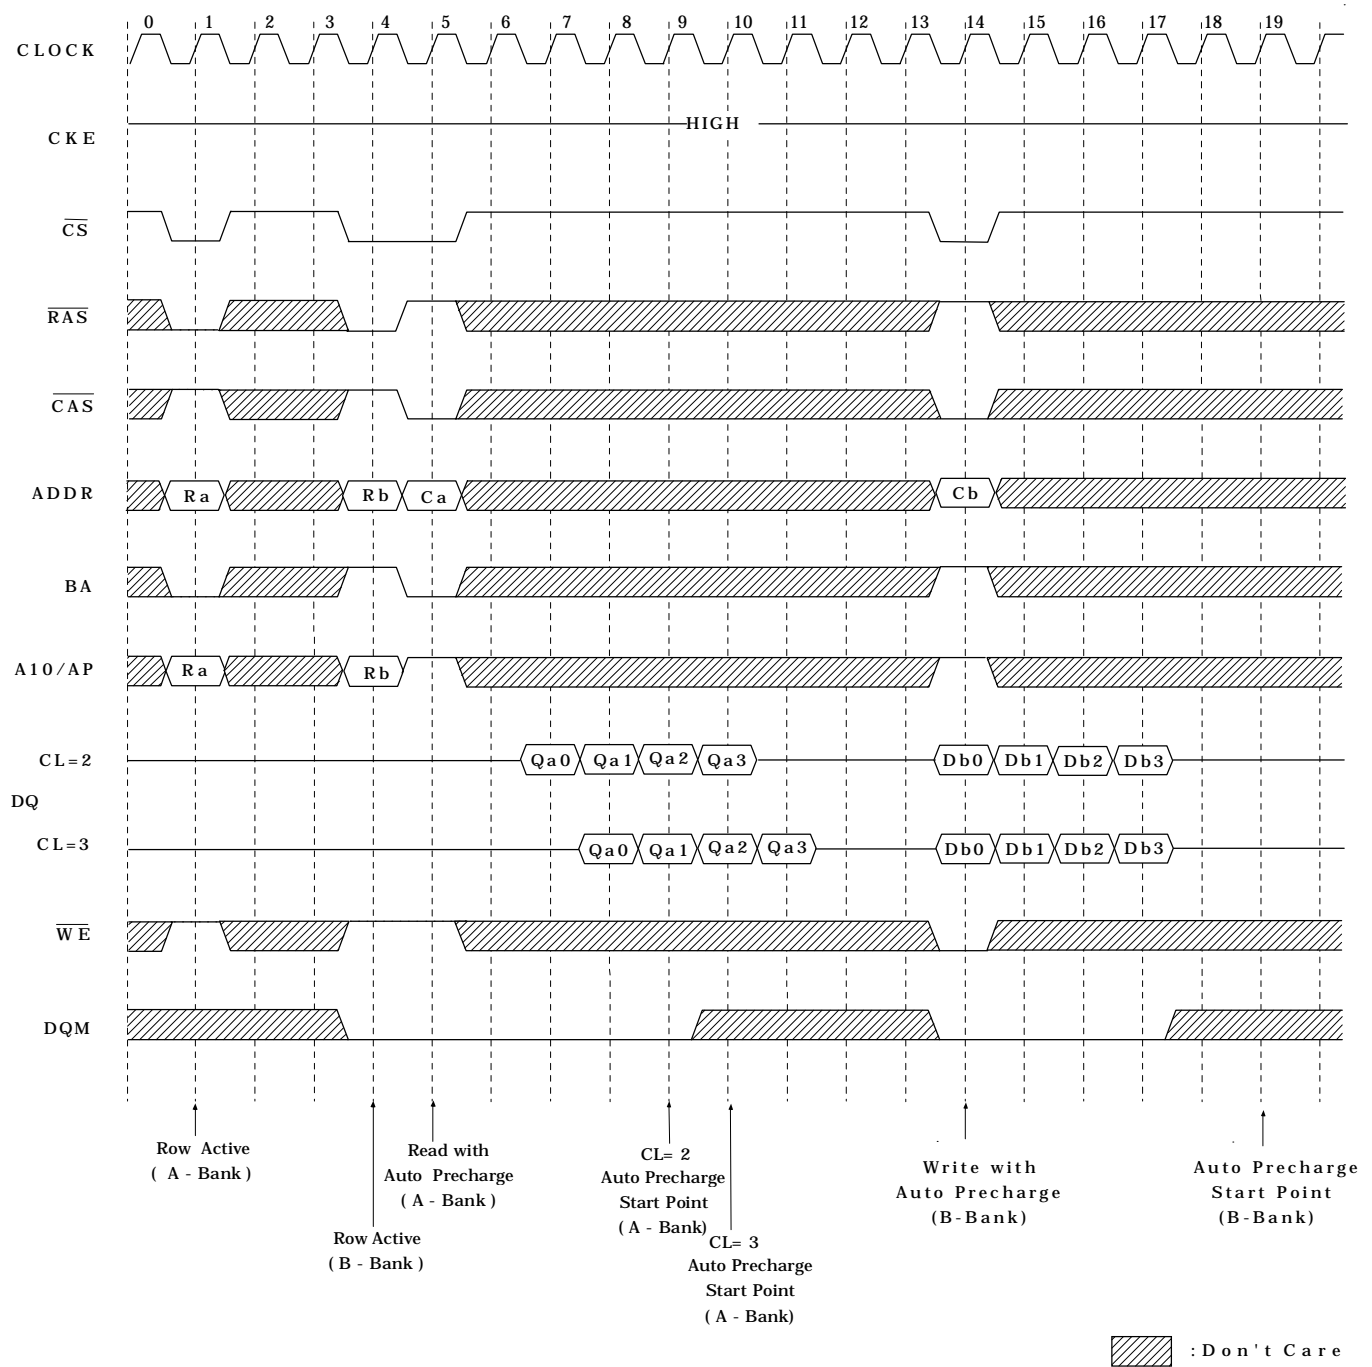 0 1 2 3 4 5 6 7 8 9 10 11 12 13 14 15 16 17 18 19
CLOCK
CKE HIGH
CS
RAS
CAS
ADDR Ra Rb Ca Cb
BA
A10/AP Ra Rb
CL=2 Qa0 Qa1 Qa2 Qa3 Db0 Db1 Db2 Db3
DQ
CL=3 Qa0 Qa1 Qa2 Qa3 Db0 Db1 Db2 Db3
WE
DQM
Row Active
( A - Bank )
Row Active
( B - Bank )
Read with
Auto Precharge
( A - Bank )
CL= 2
Auto Precharge
Start Point
( A - Bank)
CL= 3
Auto Precharge
Start Point
( A - Bank)
Write with
Auto Precharge
(B-Bank)
Auto Precharge
Start Point
(B-Bank)
:Don't Care